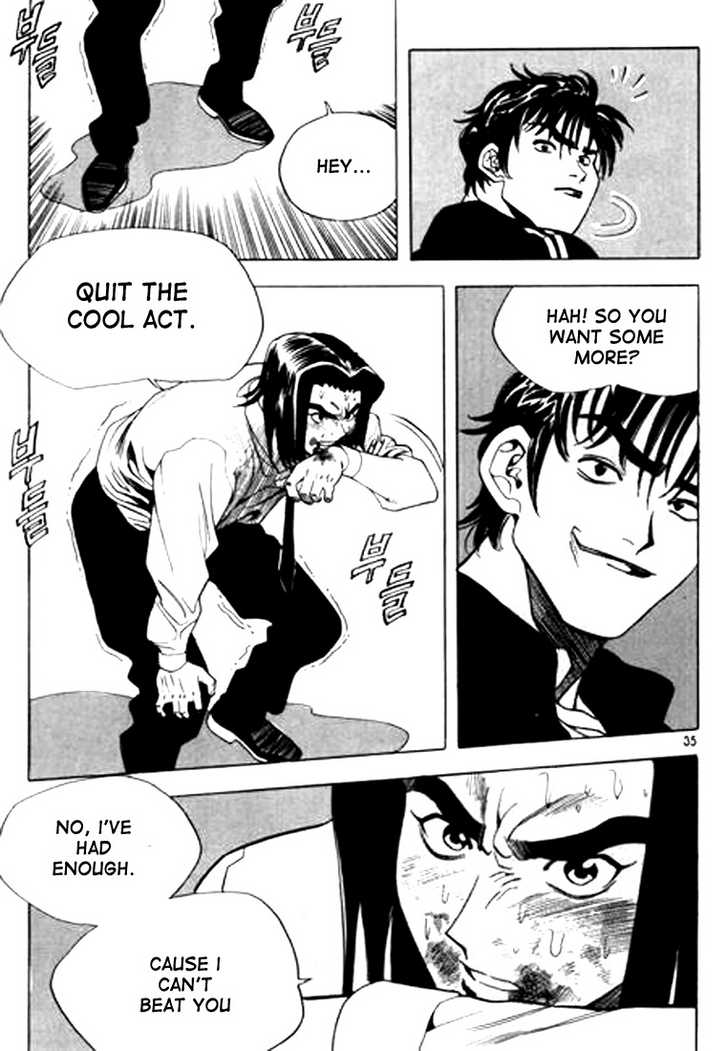 부들
부들
HEY...
QUIT THE
COOL ACT.
HAH! SO YOU
WANT SOME
MORE?
부들
부들
35
NO, I'VE
HAD
ENOUGH.
CAUSE I
CAN'T
BEAT YOU